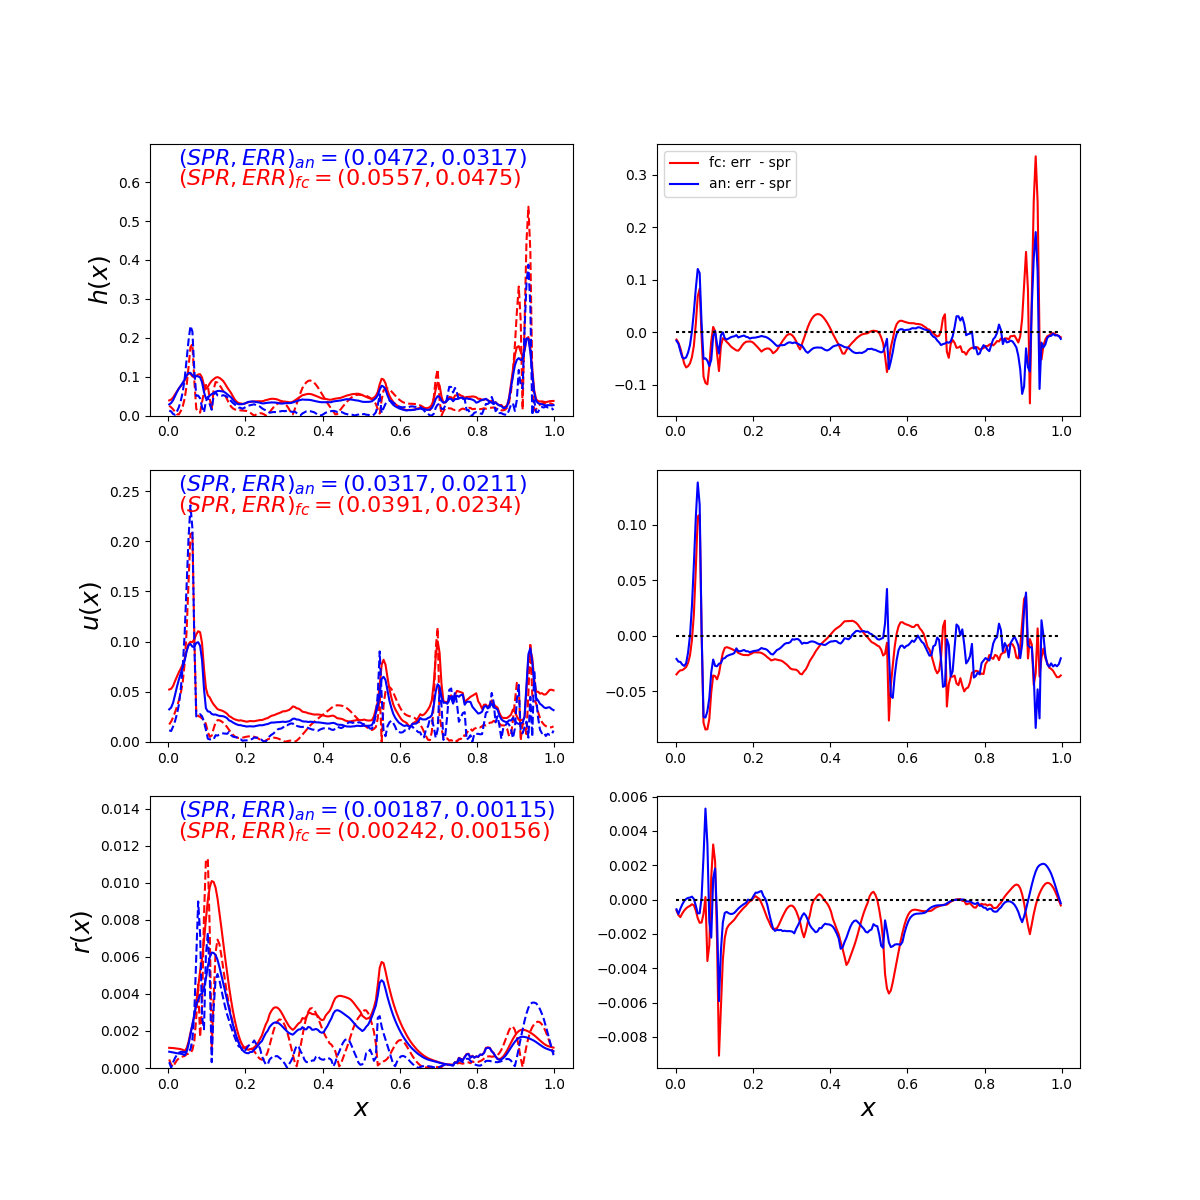 (SPR, ERR)an = (0.0472, 0.0317)
(SPR, ERR)fc = (0.0557, 0.0475)
h(x)
0.6
0.5
0.4
0.3
0.2
0.1
0.0
0.0 0.2 0.4 0.6 0.8 1.0
fc: err - spr
an: err - spr
0.3
0.2
0.1
0.0
−0.1
0.0 0.2 0.4 0.6 0.8 1.0
(SPR, ERR)an = (0.0317, 0.0211)
(SPR, ERR)fc = (0.0391, 0.0234)
u(x)
0.25
0.20
0.15
0.10
0.05
0.00
0.0 0.2 0.4 0.6 0.8 1.0
0.10
0.05
0.00
−0.05
0.0 0.2 0.4 0.6 0.8 1.0
(SPR, ERR)an = (0.00187, 0.00115)
(SPR, ERR)fc = (0.00242, 0.00156)
r(x)
0.014
0.012
0.010
0.008
0.006
0.004
0.002
0.000
0.0 0.2 0.4 0.6 0.8 1.0
x
0.006
0.004
0.002
0.000
−0.002
−0.004
−0.006
−0.008
0.0 0.2 0.4 0.6 0.8 1.0
x